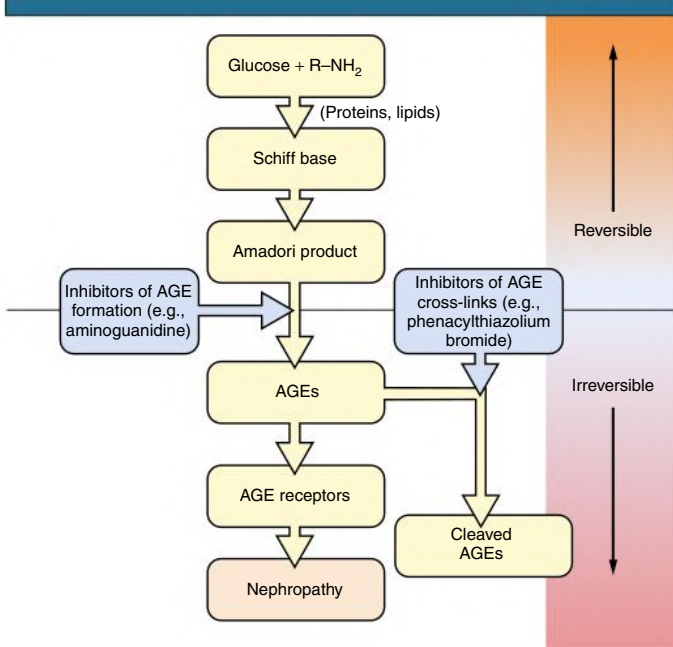 Glucose + R–NH₂
(Proteins, lipids)
Schiff base
Amadori product
Reversible
Inhibitors of AGE
formation (e.g.,
aminoguanidine)
Inhibitors of AGE
cross-links (e.g.,
phenacylthiazolium
bromide)
AGEs
Irreversible
AGE receptors
Cleaved
AGEs
Nephropathy